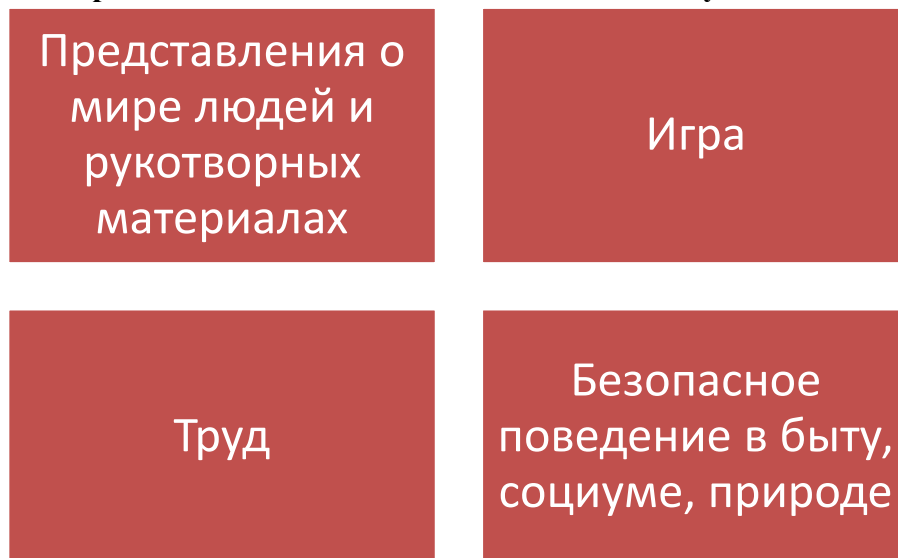 Представления о
мире людей и
рукотворных
материалах
Игра
Труд
Безопасное
поведение в быту,
социуме, природе